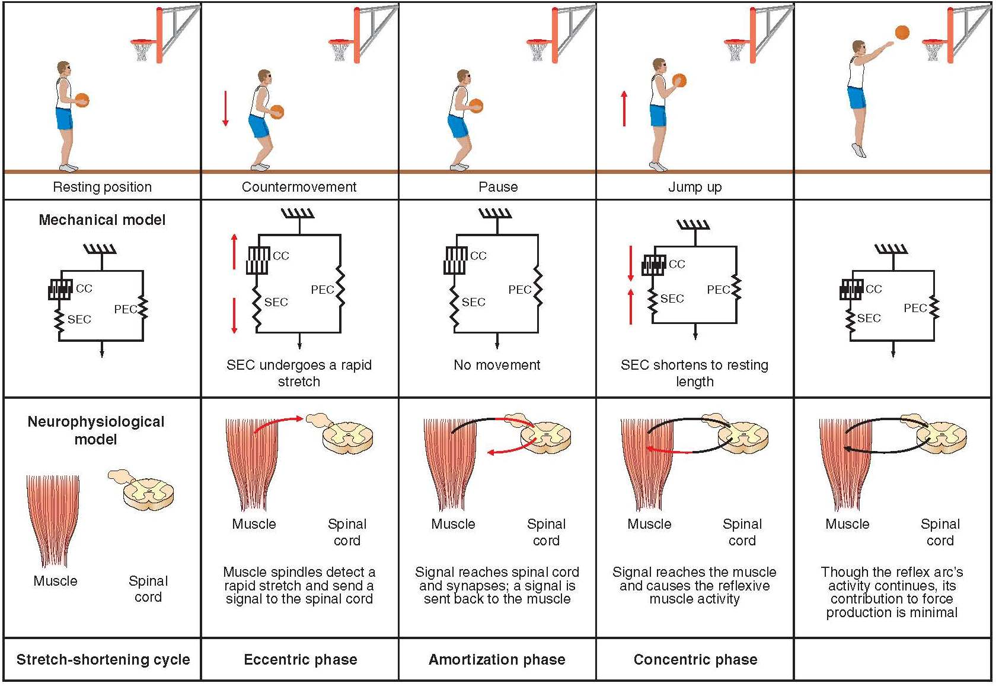 Resting position
Countermovement
Pause
Jump up
Mechanical model
CC
SEC
PEC
CC
SEC
PEC
SEC undergoes a rapid
stretch
CC
SEC
PEC
No movement
CC
SEC
PEC
SEC shortens to resting
length
CC
SEC
PEC
Neurophysiological
model
Muscle
Spinal
cord
Muscle
Spinal
cord
Muscle spindles detect a
rapid stretch and send a
signal to the spinal cord
Muscle
Spinal
cord
Signal reaches spinal cord
and synapses; a signal is
sent back to the muscle
Muscle
Spinal
cord
Signal reaches the muscle
and causes the reflexive
muscle activity
Muscle
Spinal
cord
Though the reflex arc's
activity continues, its
contribution to force
production is minimal
Stretch-shortening cycle
Eccentric phase
Amortization phase
Concentric phase